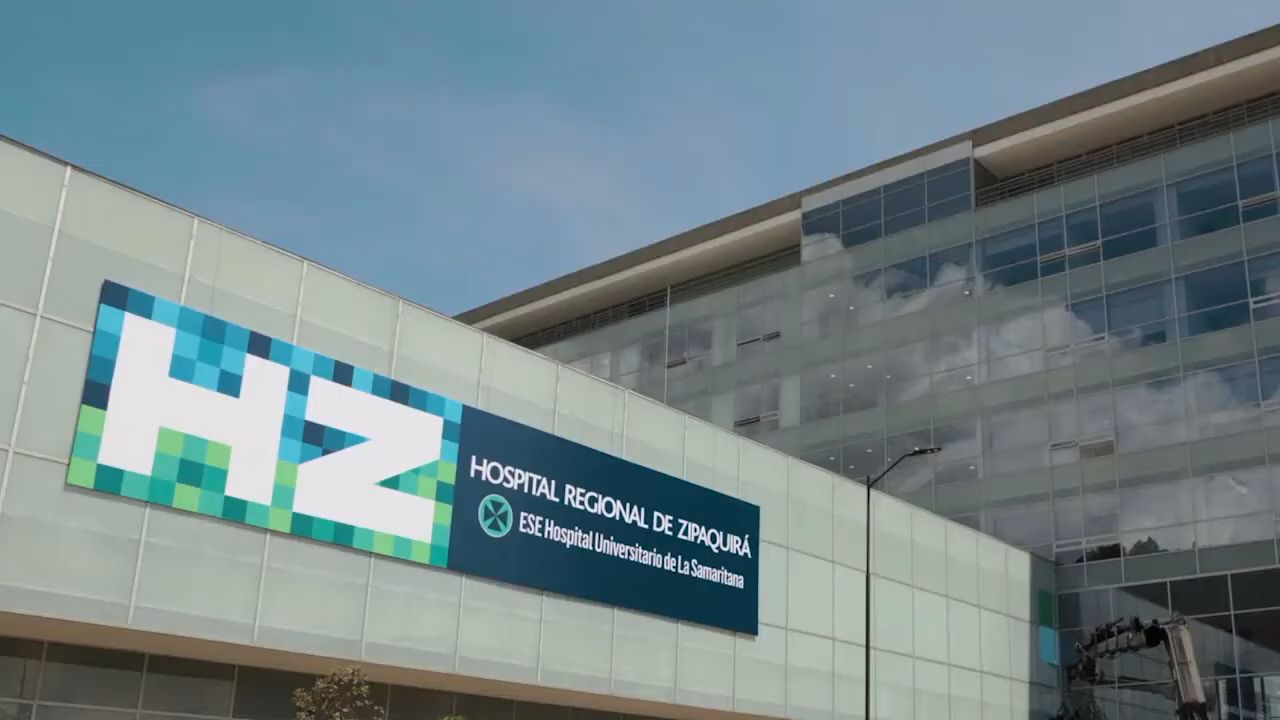 HZ
HOSPITAL REGIONAL DE ZIPAQUIRÁ
ESE Hospital Universitario de La Samaritana